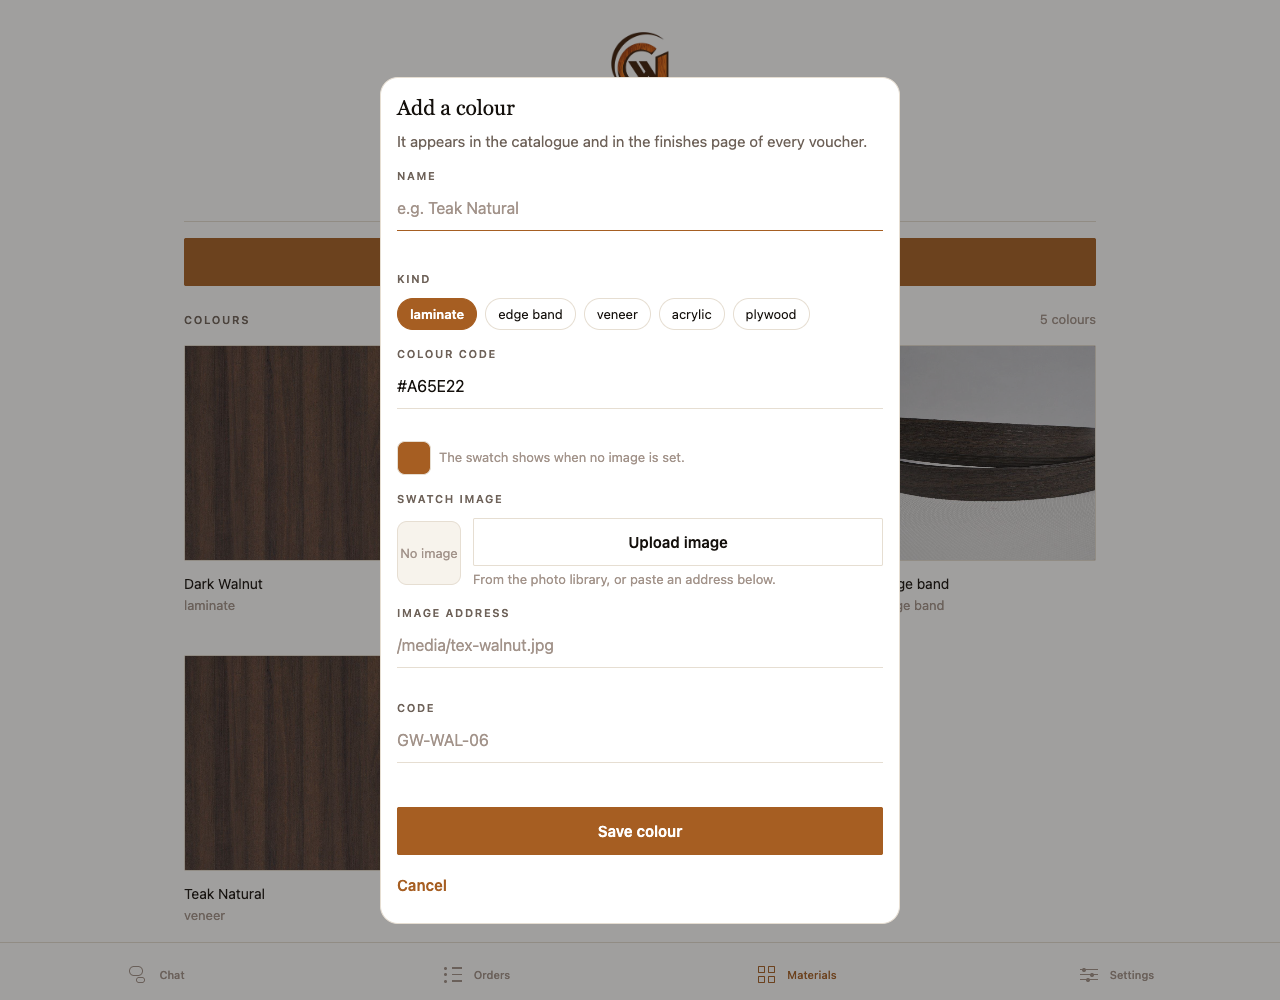 Add a colour
It appears in the catalogue and in the finishes page of every voucher.
NAME
e.g. Teak Natural
KIND
laminate edge band veneer acrylic plywood
COLOUR CODE
#A65E22
The swatch shows when no image is set.
SWATCH IMAGE
No image
Upload image
From the photo library, or paste an address below.
IMAGE ADDRESS
/media/tex-walnut.jpg
CODE
GW-WAL-06
Save colour
Cancel
COLOURS
5 colours
Dark Walnut
laminate
ge band
ge band
Teak Natural
veneer
Chat
Orders
Materials
Settings